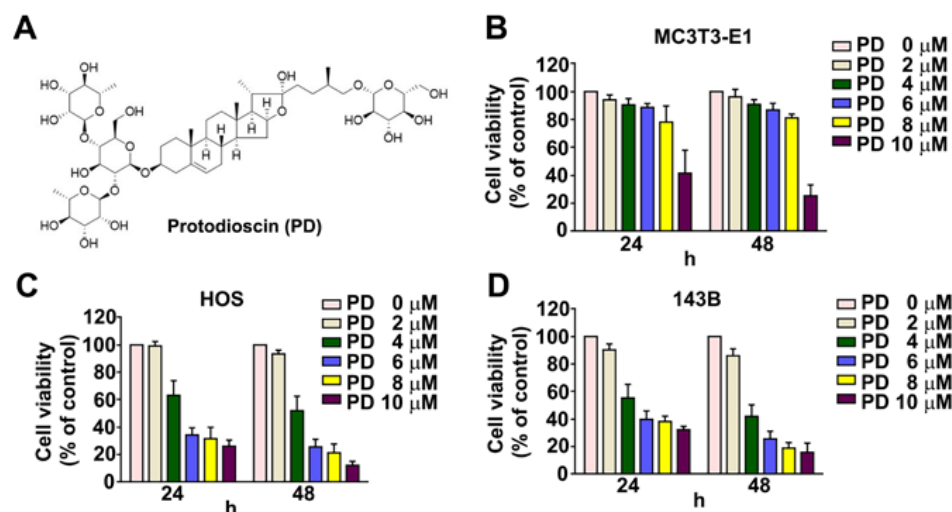 A
OH
HO
OH
O
OH
OH
HO
O
O
O
HO
O
O
O
HO
OH
OH
H
H
H
H
O
OH
O
O
OH
OH
HO
OH
Protodioscin (PD)
B
MC3T3-E1
Cell viability
(% of control)
120
100
80
60
40
20
0
24
48
h
PD 0 µM
PD 2 µM
PD 4 µM
PD 6 µM
PD 8 µM
PD 10 µM
C
HOS
Cell viability
(% of control)
120
100
80
60
40
20
0
24
48
h
PD 0 µM
PD 2 µM
PD 4 µM
PD 6 µM
PD 8 µM
PD 10 µM
D
143B
Cell viability
(% of control)
120
100
80
60
40
20
0
24
48
h
PD 0 µM
PD 2 µM
PD 4 µM
PD 6 µM
PD 8 µM
PD 10 µM